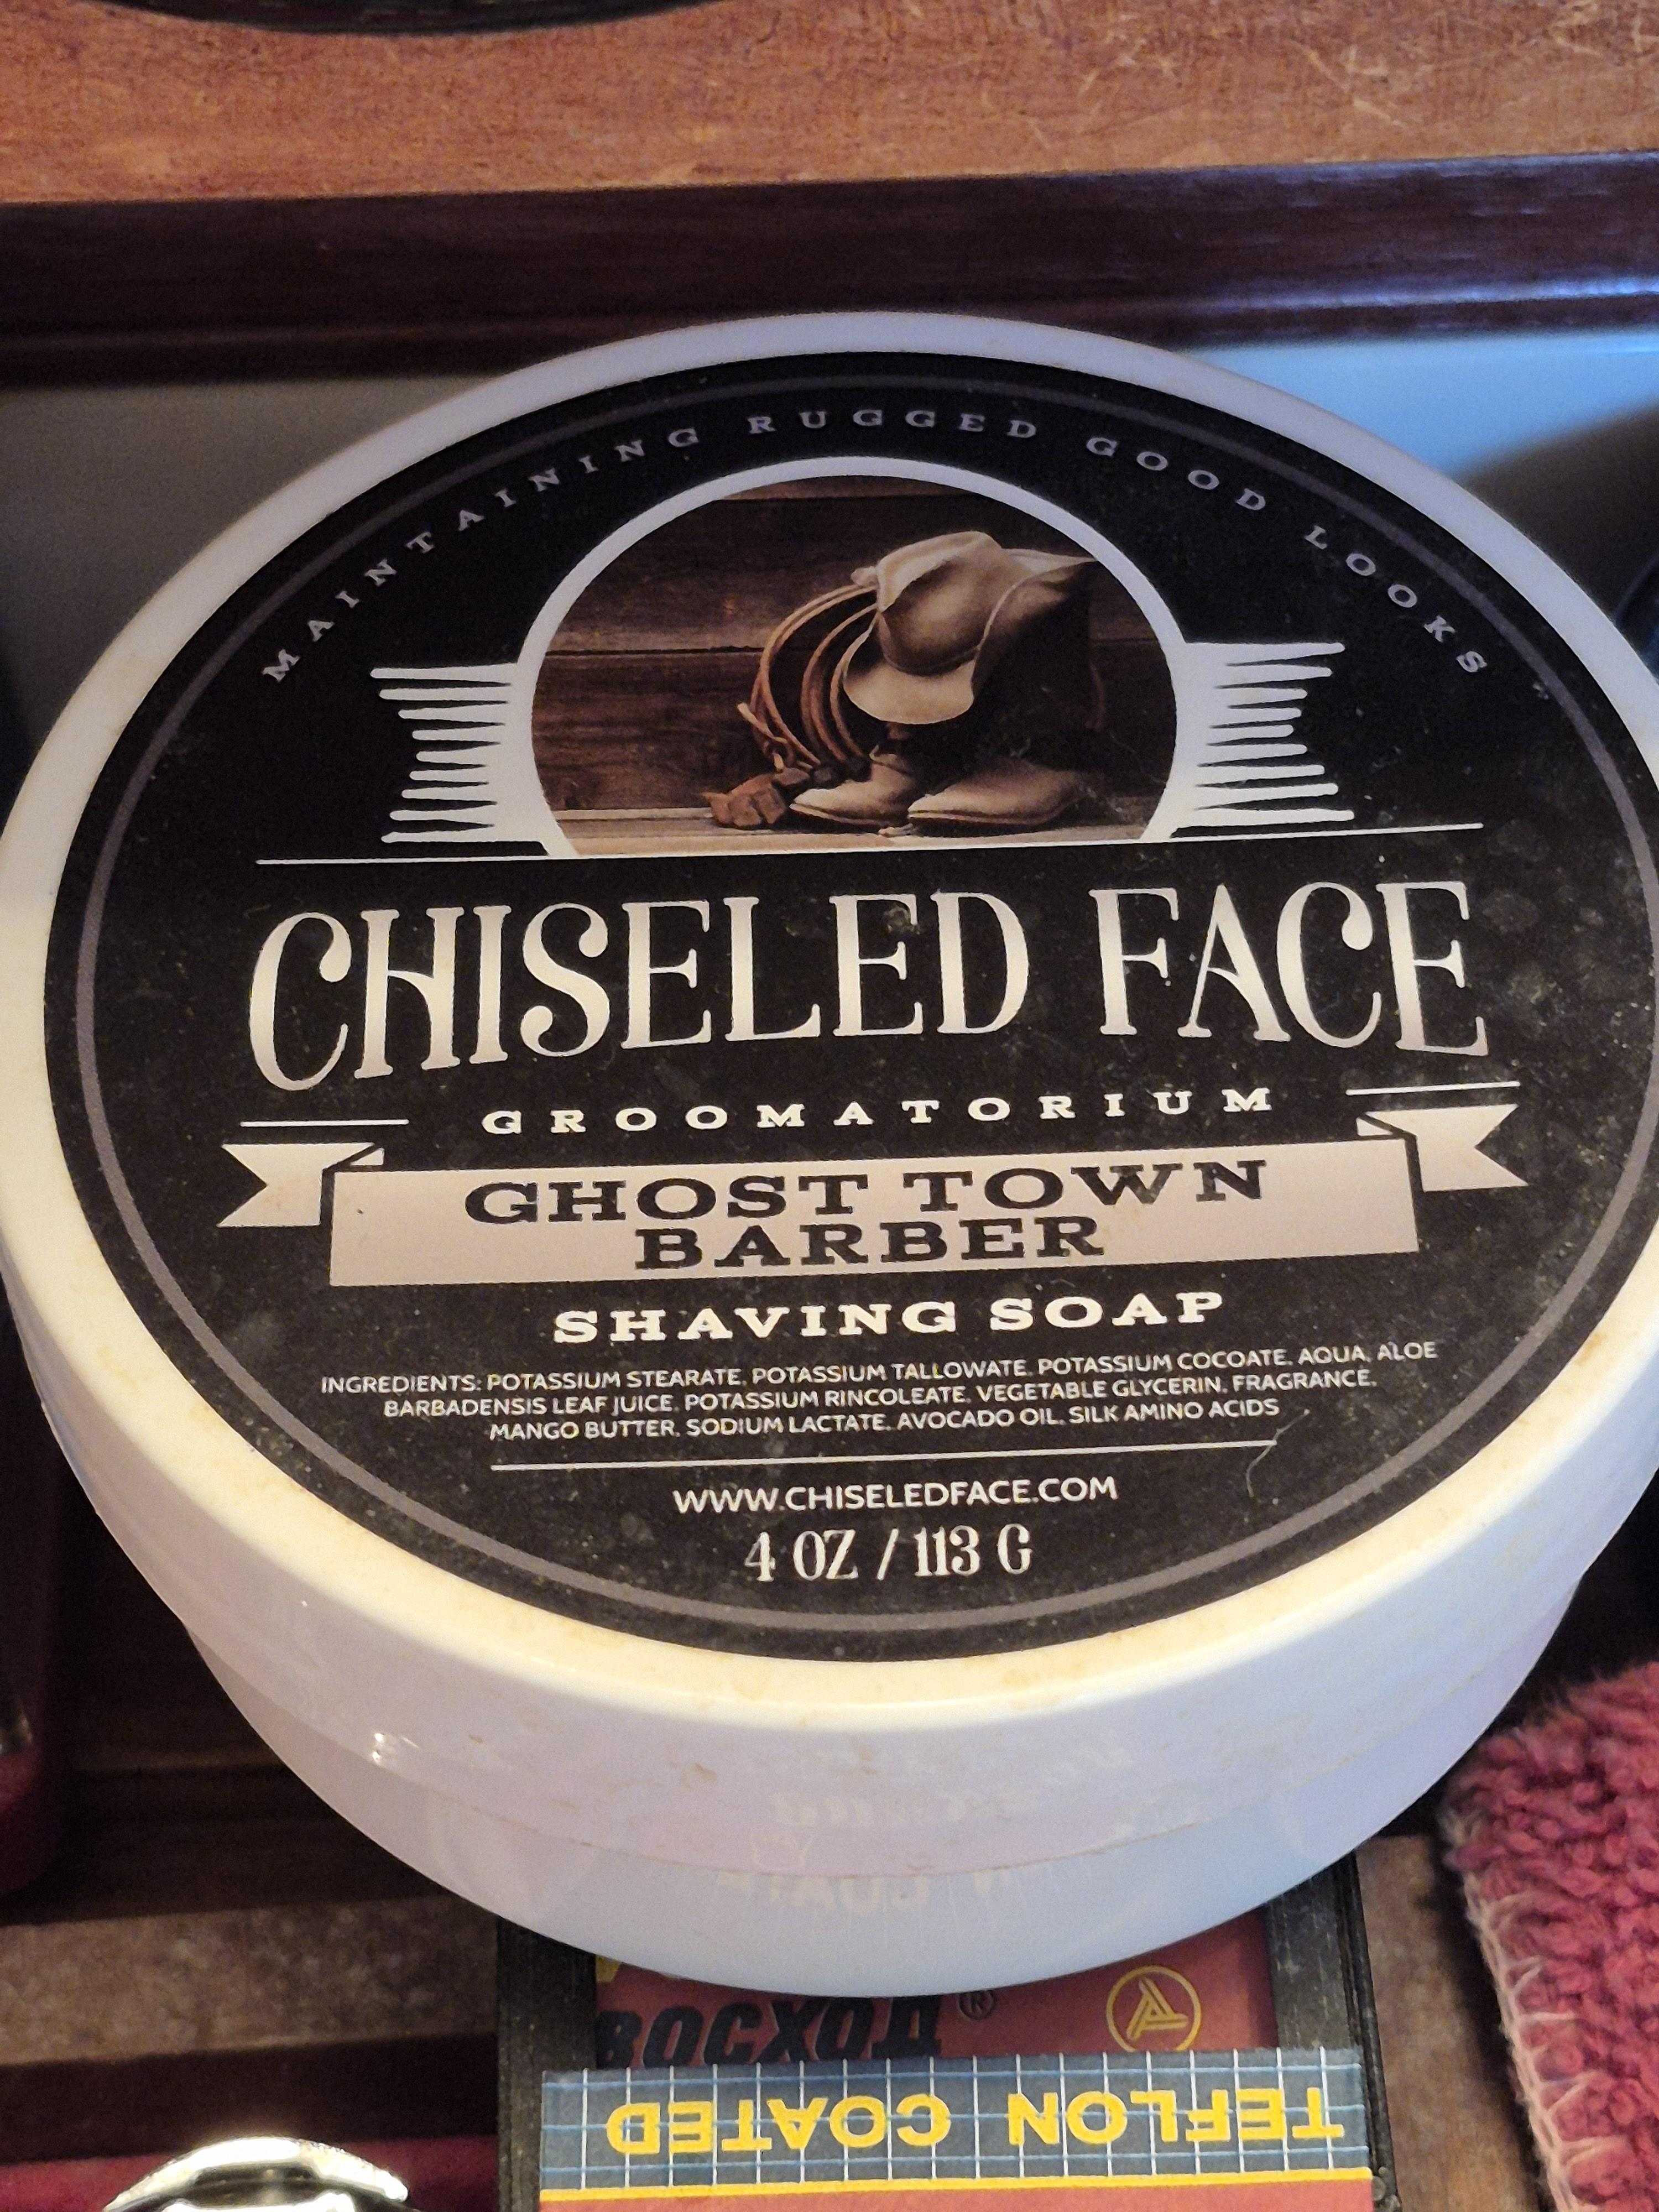 MAINTAINING RUGGED GOOD LOOKS
CHISELED FACE
GROOMATORIUM
GHOST TOWN
BARBER
SHAVING SOAP
INGREDIENTS: POTASSIUM STEARATE, POTASSIUM TALLOWATE, POTASSIUM COCOATE, AQUA, ALOE
BARBADENSIS LEAF JUICE, POTASSIUM RINCOLEATE, VEGETABLE GLYCERIN, FRAGRANCE,
MANGO BUTTER, SODIUM LACTATE, AVOCADO OIL, SILK AMINO ACIDS
WWW.CHISELEDFACE.COM
4 OZ / 113 G
ВОСХОД®
TEFLON COATED